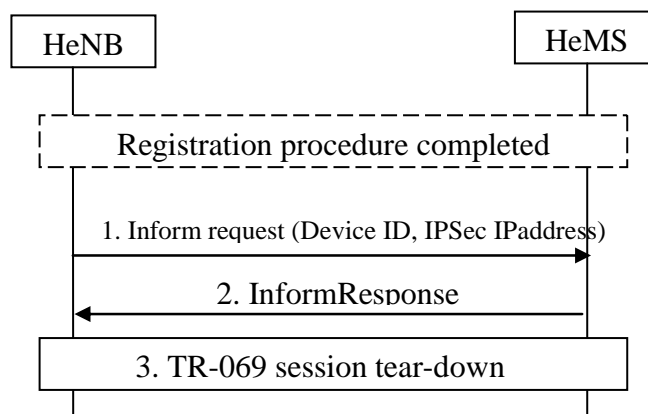 HeNB
HeMS
Registration procedure completed
1. Inform request (Device ID, IPSec IPaddress)
2. InformResponse
3. TR-069 session tear-down